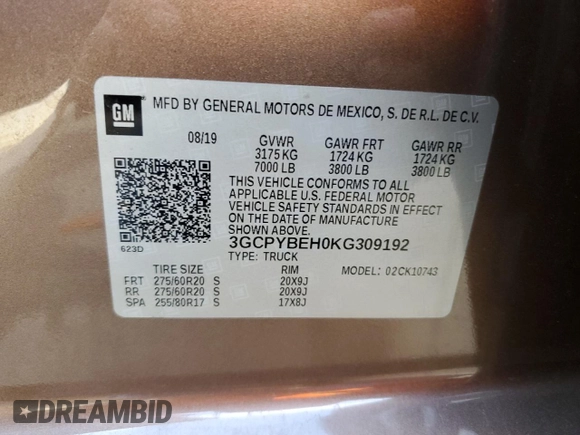 GM
MFD BY GENERAL MOTORS DE MEXICO, S. DE R.L. DE C.V.
08/19 GVWR GAWR FRT GAWR RR
3175 KG 1724 KG 1724 KG
7000 LB 3800 LB 3800 LB
THIS VEHICLE CONFORMS TO ALL
APPLICABLE U.S. FEDERAL MOTOR
VEHICLE SAFETY STANDARDS IN EFFECT
ON THE DATE OF MANUFACTURE SHOWN
ABOVE.
3GCPYBEH0KG309192
623D
TYPE: TRUCK
TIRE SIZE RIM MODEL: 02CK10743
FRT 275/60R20 S 20X9J
RR 275/60R20 S 20X9J
SPA 255/80R17 S 17X8J
DREAMBID